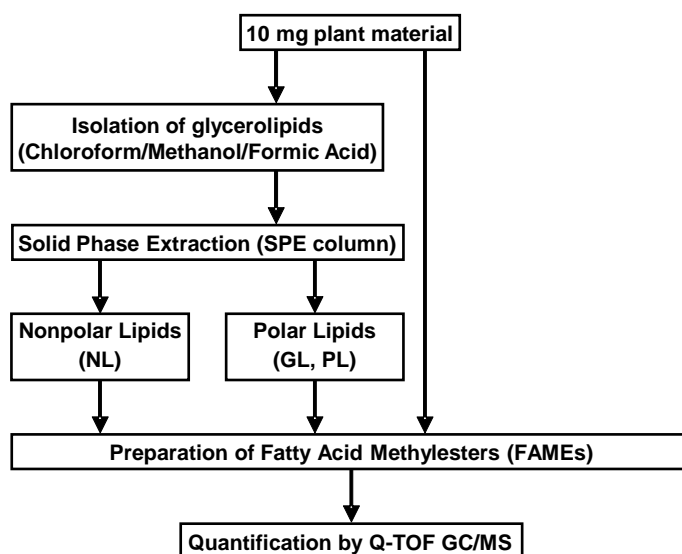 10 mg plant material
Isolation of glycerolipids
(Chloroform/Methanol/Formic Acid)
Solid Phase Extraction (SPE column)
Nonpolar Lipids
(NL)
Polar Lipids
(GL, PL)
Preparation of Fatty Acid Methylesters (FAMEs)
Quantification by Q-TOF GC/MS